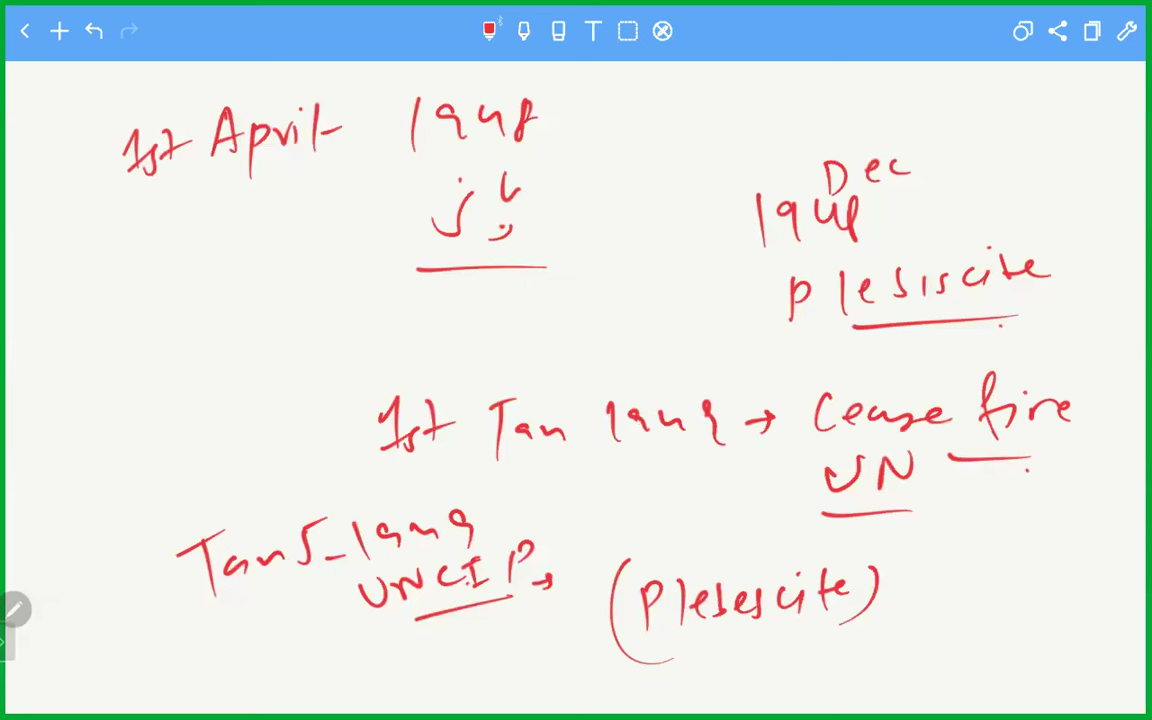 1st April 1948
Dec
1948
Plesiscite
1st Jan 1949 → Cease fire
UN
Jan 5 - 1949
UNCIP → (Plesescite)